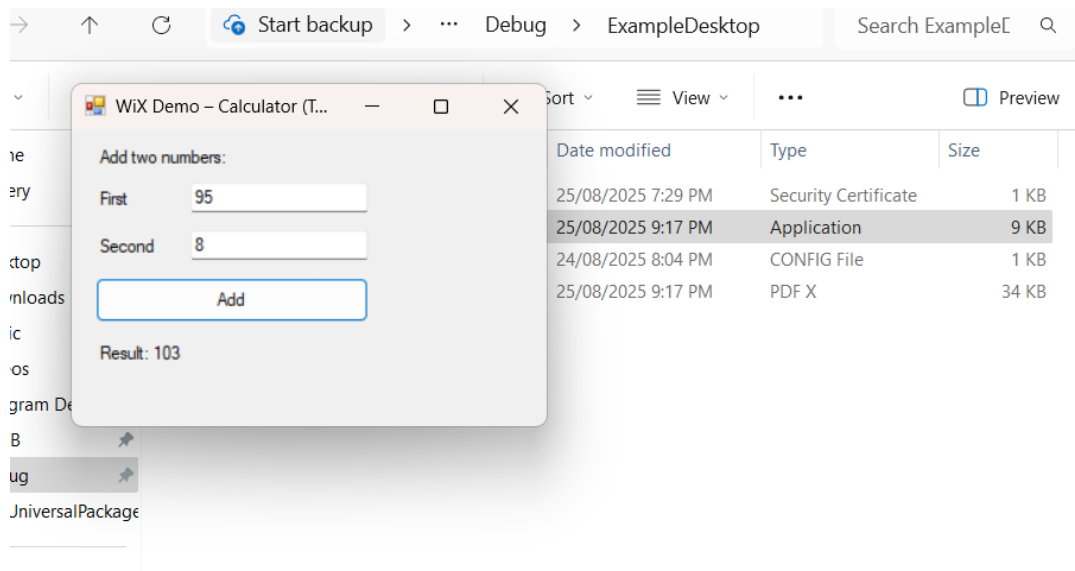 Start backup > ... Debug > ExampleDesktop
Search ExampleD
WiX Demo – Calculator (T...
Add two numbers:
First 95
Second 8
Add
Result: 103
Sort
View
...
Preview
Date modified Type Size
25/08/2025 7:29 PM Security Certificate 1 KB
25/08/2025 9:17 PM Application 9 KB
24/08/2025 8:04 PM CONFIG File 1 KB
25/08/2025 9:17 PM PDF X 34 KB
ne
ery
ktop
vnloads
ic
os
gram De
B
ug
UniversalPackage